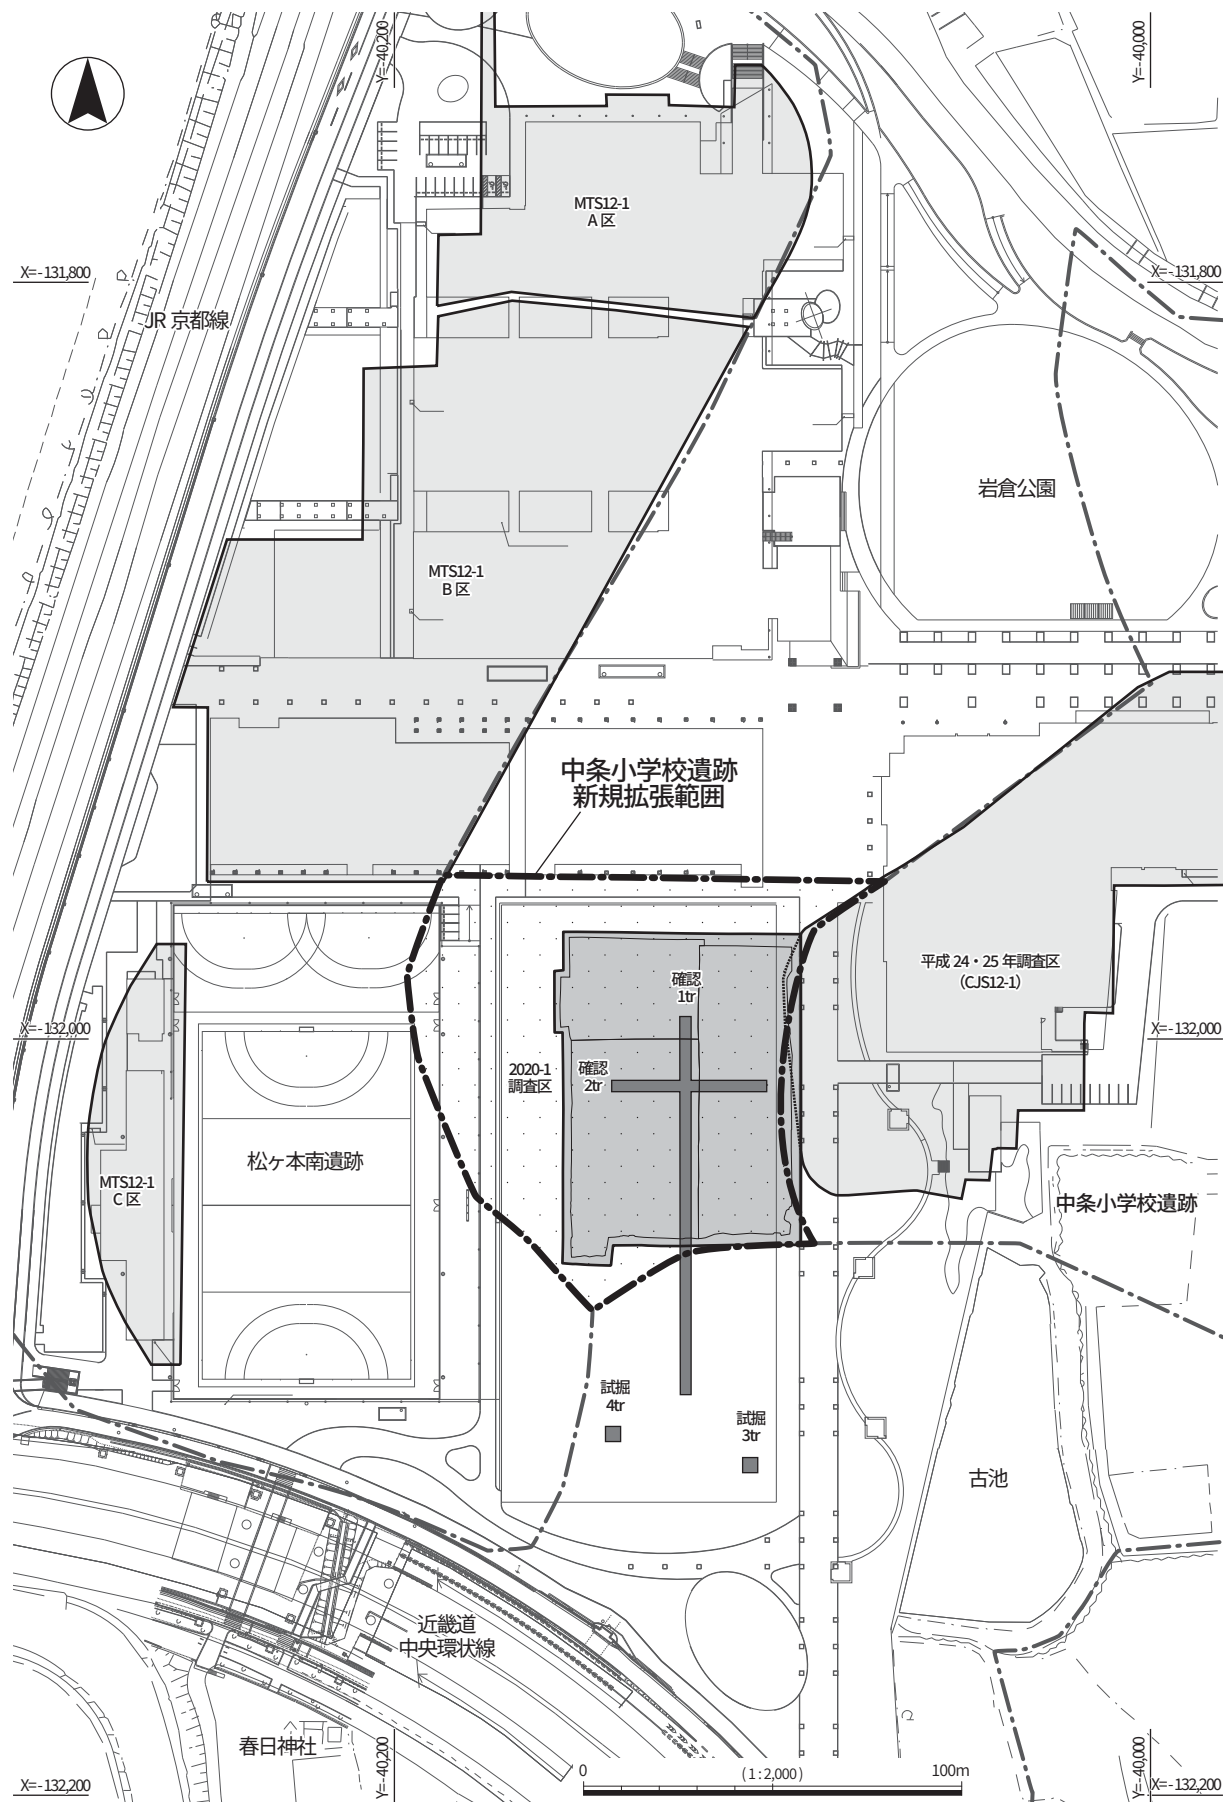 Y=-40,200
Y=-40,000
MTS12-1
A 区
X=-131,800
X=-131,800
JR 京都線
岩倉公園
MTS12-1
B 区
中条小学校遺跡
新規拡張範囲
平成 24・25 年調査区
（CJS12-1）
確認
1tr
X=-132,000
X=-132,000
2020-1
調査区
確認
2tr
松ヶ本南遺跡
MTS12-1
C 区
中条小学校遺跡
試掘
4tr
試掘
3tr
古池
近畿道
中央環状線
春日神社
Y=-40,200
Y=-40,000
0
(1:2,000)
100m
X=-132,200
X=-132,200